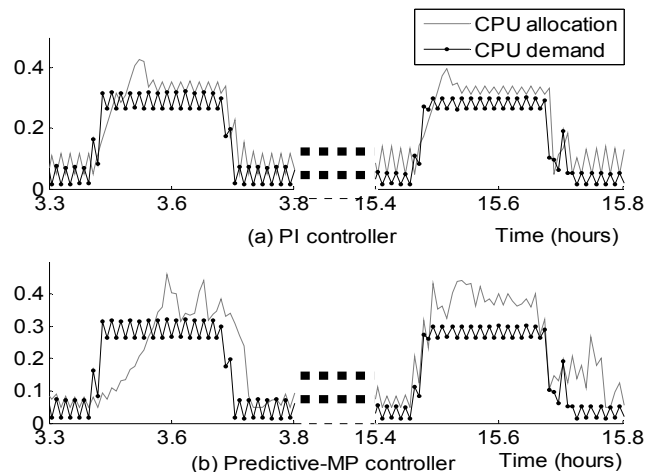 CPU allocation
CPU demand
0.4
0.2
0
3.3 3.6 3.8 15.4 15.6 15.8
(a) PI controller Time (hours)
0.4
0.3
0.2
0.1
0
3.3 3.6 3.8 15.4 15.6 15.8
(b) Predictive-MP controller Time (hours)